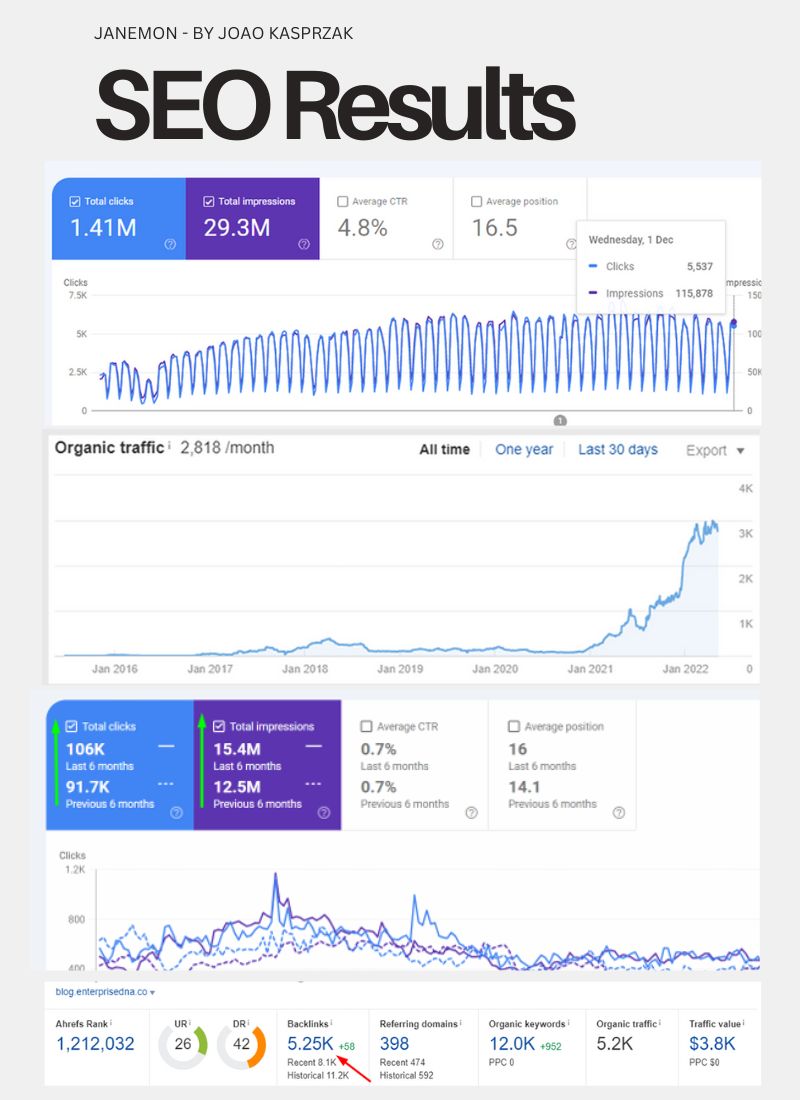 JANEMON - BY JOAO KASPRZAK
SEO Results
Total clicks
1.41M
Total impressions
29.3M
Average CTR
4.8%
Average position
16.5
Wednesday, 1 Dec
Clicks 5,537
Impressions 115,878
Clicks
7.5K
5K
2.5K
0
mpressic
150
100
50K
0
1
Organic traffic i 2,818 /month
All time One year Last 30 days Export
4K
3K
2K
1K
0
Jan 2016 Jan 2017 Jan 2018 Jan 2019 Jan 2020 Jan 2021 Jan 2022
Total clicks
106K
Last 6 months
91.7K
Previous 6 months
Total impressions
15.4M
Last 6 months
12.5M
Previous 6 months
Average CTR
0.7%
Last 6 months
0.7%
Previous 6 months
Average position
16
Last 6 months
14.1
Previous 6 months
Clicks
1.2K
800
400
blog.enterprisedna.co
Ahrefs Rank i
1,212,032
UR i
26
DR i
42
Backlinks i
5.25K +58
Recent 8.1K
Historical 11.2K
Referring domains i
398
Recent 474
Historical 592
Organic keywords i
12.0K +952
PPC 0
Organic traffic i
5.2K
Traffic value i
$3.8K
PPC $0